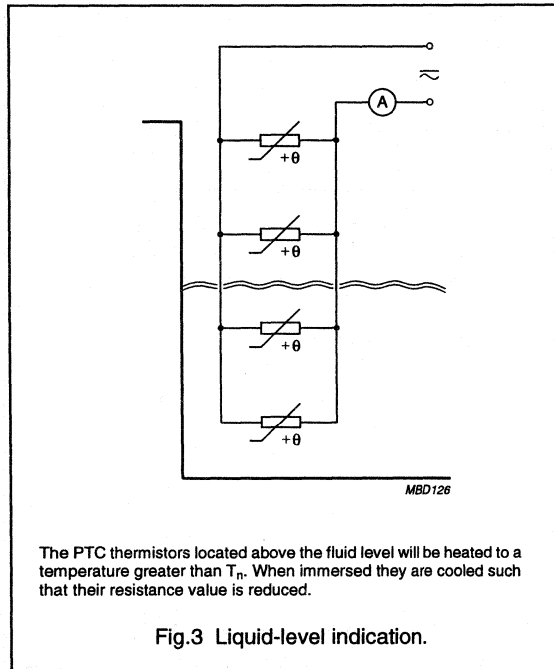 A
+θ
+θ
+θ
+θ
MBD126
The PTC thermistors located above the fluid level will be heated to a
temperature greater than Tn. When immersed they are cooled such
that their resistance value is reduced.
Fig.3 Liquid-level indication.